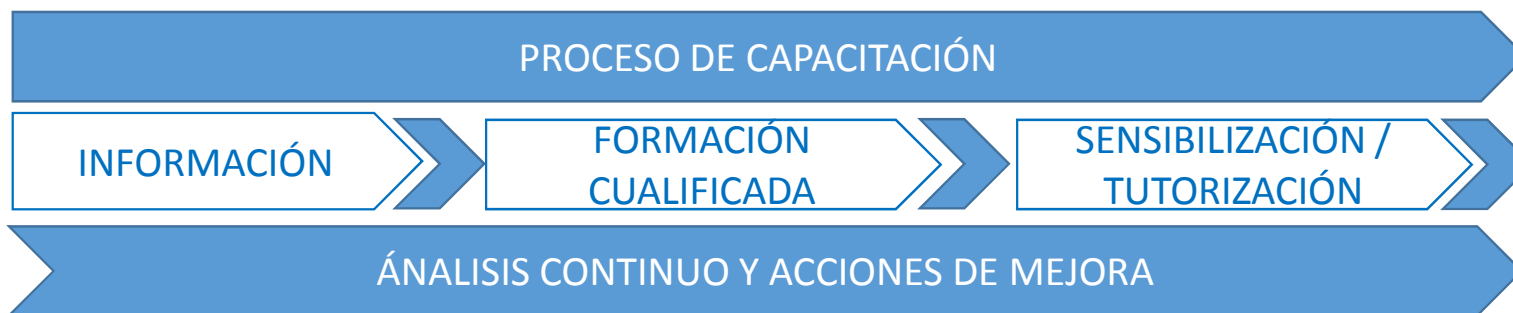 PROCESO DE CAPACITACIÓN
INFORMACIÓN
FORMACIÓN
CUALIFICADA
SENSIBILIZACIÓN /
TUTORIZACIÓN
ÁNALISIS CONTINUO Y ACCIONES DE MEJORA